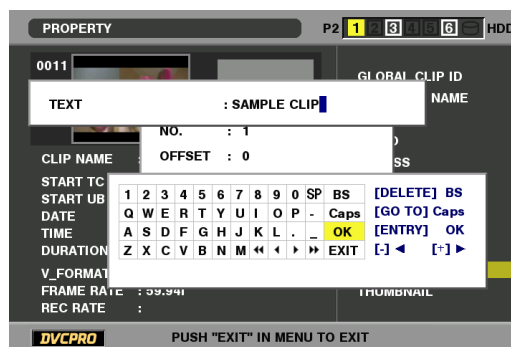 PROPERTY P2 1 2 3 4 5 6 HDD
0011
GLOBAL CLIP ID
TEXT : SAMPLE CLIP NAME
NO. : 1
CLIP NAME : OFFSET : 0
START TC
START UB
DATE
TIME
DURATION
1 2 3 4 5 6 7 8 9 0 SP BS [DELETE] BS
Q W E R T Y U I O P - Caps [GO TO] Caps
A S D F G H J K L . _ OK [ENTRY] OK
Z X C V B N M EXIT [-] ◄ [+] ►
V_FORMAT
FRAME RATE : 59.94I THUMBNAIL
REC RATE :
DVCPRO PUSH "EXIT" IN MENU TO EXIT